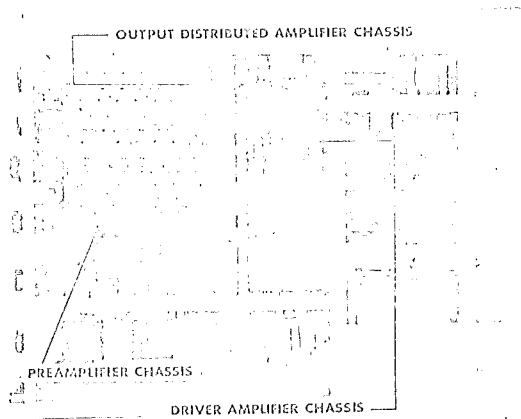 OUTPUT DISTRIBUTED AMPLIFIER CHASSIS
PREAMPLIFIER CHASSIS
DRIVER AMPLIFIER CHASSIS